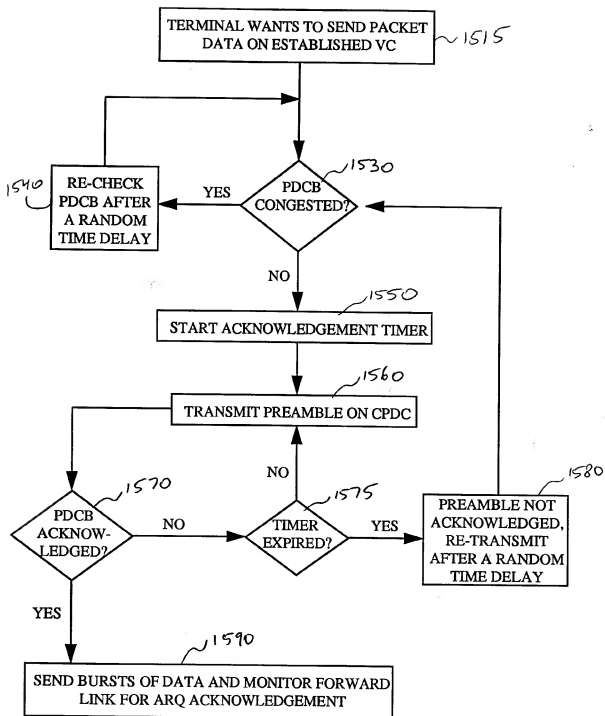 TERMINAL WANTS TO SEND PACKET
DATA ON ESTABLISHED VC
1515
1530
1540
RE-CHECK
PDCB AFTER
A RANDOM
TIME DELAY
YES
PDCB
CONGESTED?
NO
1550
START ACKNOWLEDGEMENT TIMER
1560
TRANSMIT PREAMBLE ON CPDC
1570
NO
1575
1580
PDCB
ACKNOW-
LEDGED?
NO
TIMER
EXPIRED?
YES
PREAMBLE NOT
ACKNOWLEDGED,
RE-TRANSMIT
AFTER A RANDOM
TIME DELAY
YES
1590
SEND BURSTS OF DATA AND MONITOR FORWARD
LINK FOR ARQ ACKNOWLEDGEMENT